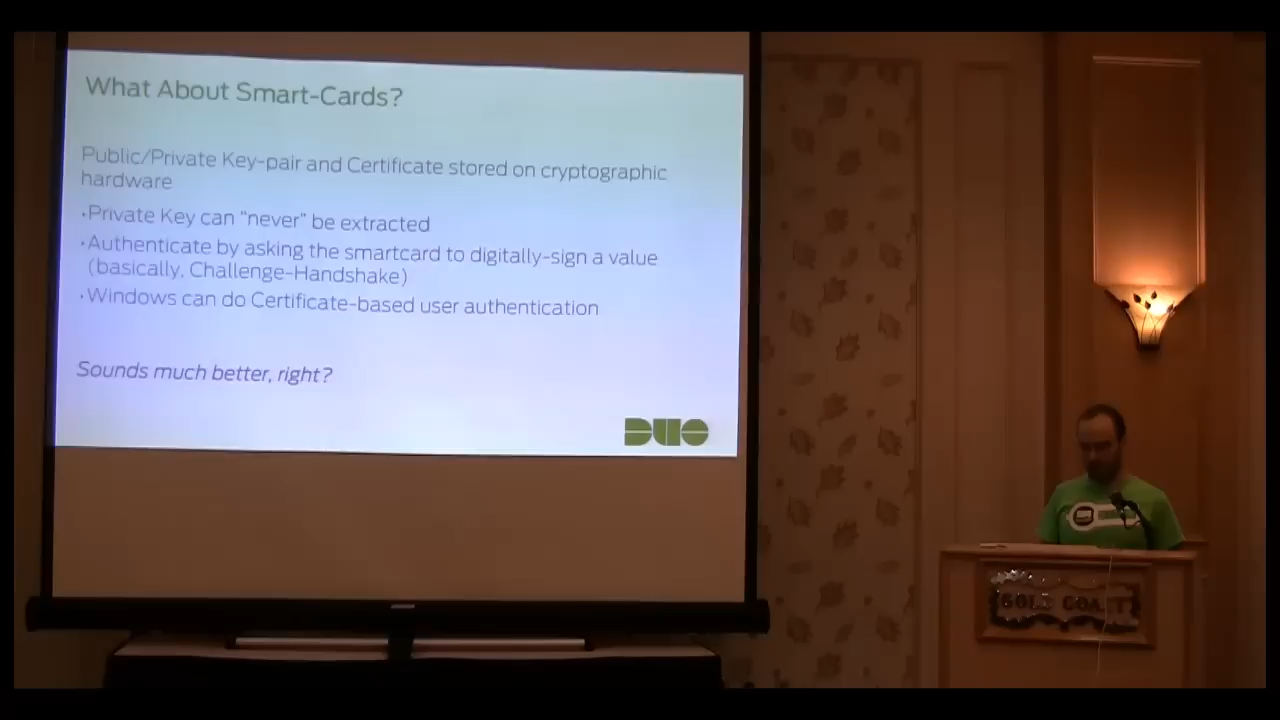 What About Smart-Cards?
Public/Private Key-pair and Certificate stored on cryptographic
hardware
·Private Key can "never" be extracted
·Authenticate by asking the smartcard to digitally-sign a value
(basically, Challenge-Handshake)
·Windows can do Certificate-based user authentication
Sounds much better, right?
DUO
GOLD COAST